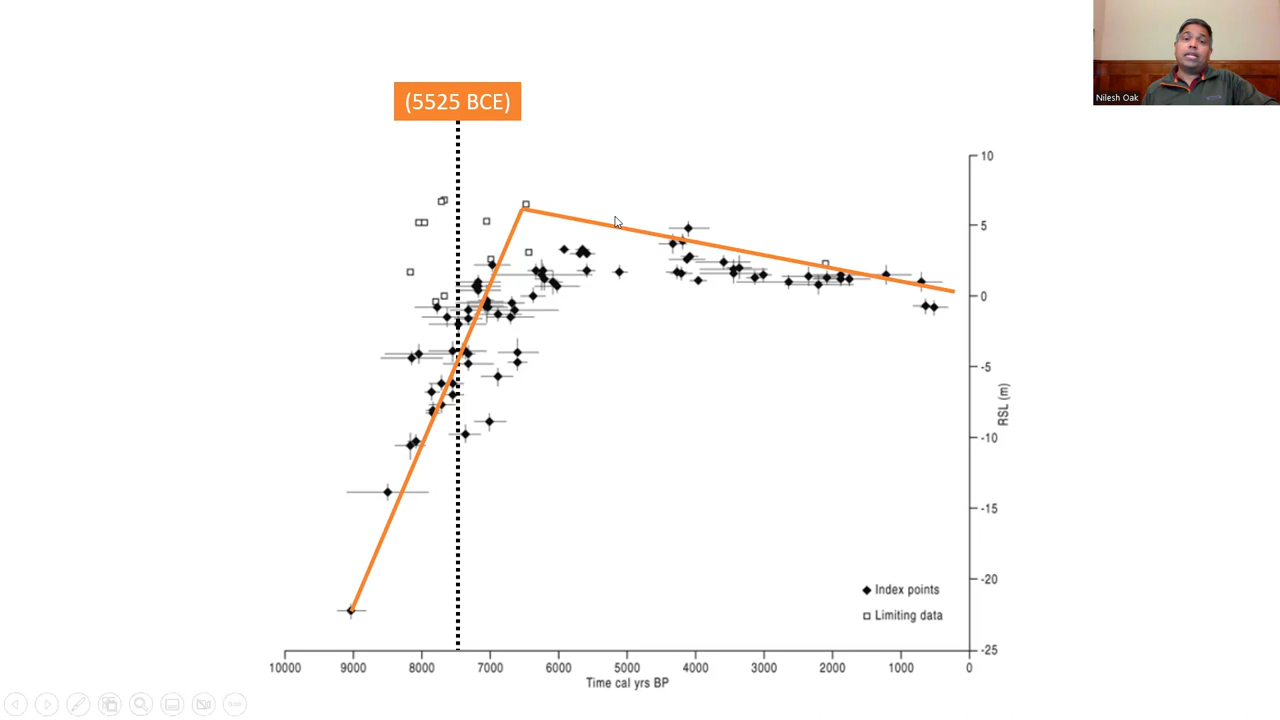 Nilesh Oak
(5525 BCE)
10
5
0
-5
-10
-15
-20
-25
RSL (m)
Index points
Limiting data
10000 9000 8000 7000 6000 5000 4000 3000 2000 1000 0
Time cal yrs BP